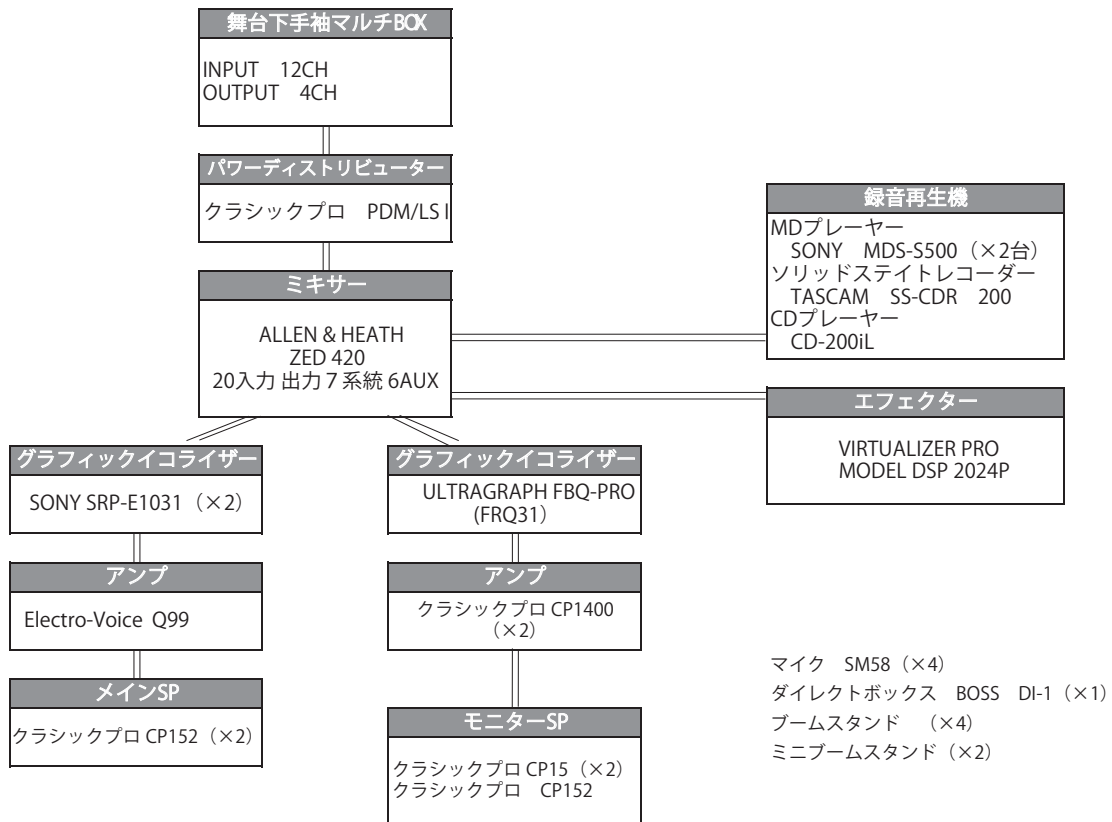 舞台下手袖マルチBOX
INPUT 12CH
OUTPUT 4CH
パワーディストリビューター
クラシックプロ PDM/LS I
ミキサー
ALLEN & HEATH
ZED 420
20入力 出力7系統 6AUX
録音再生機
MDプレーヤー
SONY MDS-S500(×2台)
ソリッドステイトレコーダー
TASCAM SS-CDR 200
CDプレーヤー
CD-200iL
エフェクター
VIRTUALIZER PRO
MODEL DSP 2024P
グラフィックイコライザー
SONY SRP-E1031(×2)
アンプ
Electro-Voice Q99
メインSP
クラシックプロ CP152(×2)
グラフィックイコライザー
ULTRAGRAPH FBQ-PRO
(FRQ31)
アンプ
クラシックプロ CP1400
(×2)
モニターSP
クラシックプロ CP15(×2)
クラシックプロ CP152
マイク SM58(×4)
ダイレクトボックス BOSS DI-1(×1)
ブームスタンド (×4)
ミニブームスタンド(×2)